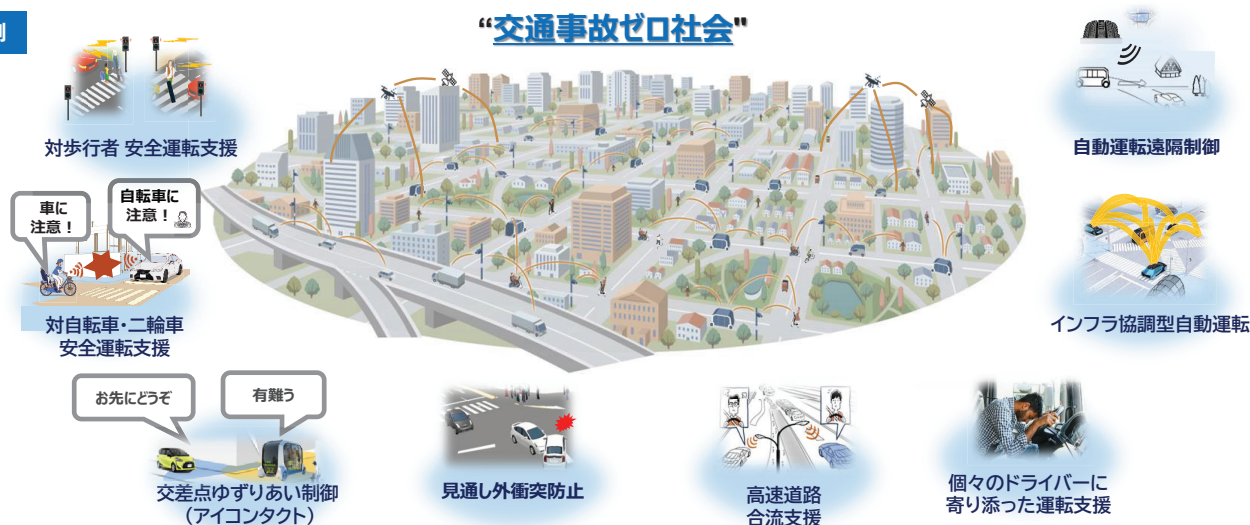 例
“交通事故ゼロ社会"
対歩行者 安全運転支援
車に
注意！
自転車に
注意！
対自転車・二輪車
安全運転支援
お先にどうぞ
有難う
交差点ゆずりあい制御
（アイコンタクト）
見通し外衝突防止
高速道路
合流支援
個々のドライバーに
寄り添った運転支援
自動運転遠隔制御
インフラ協調型自動運転